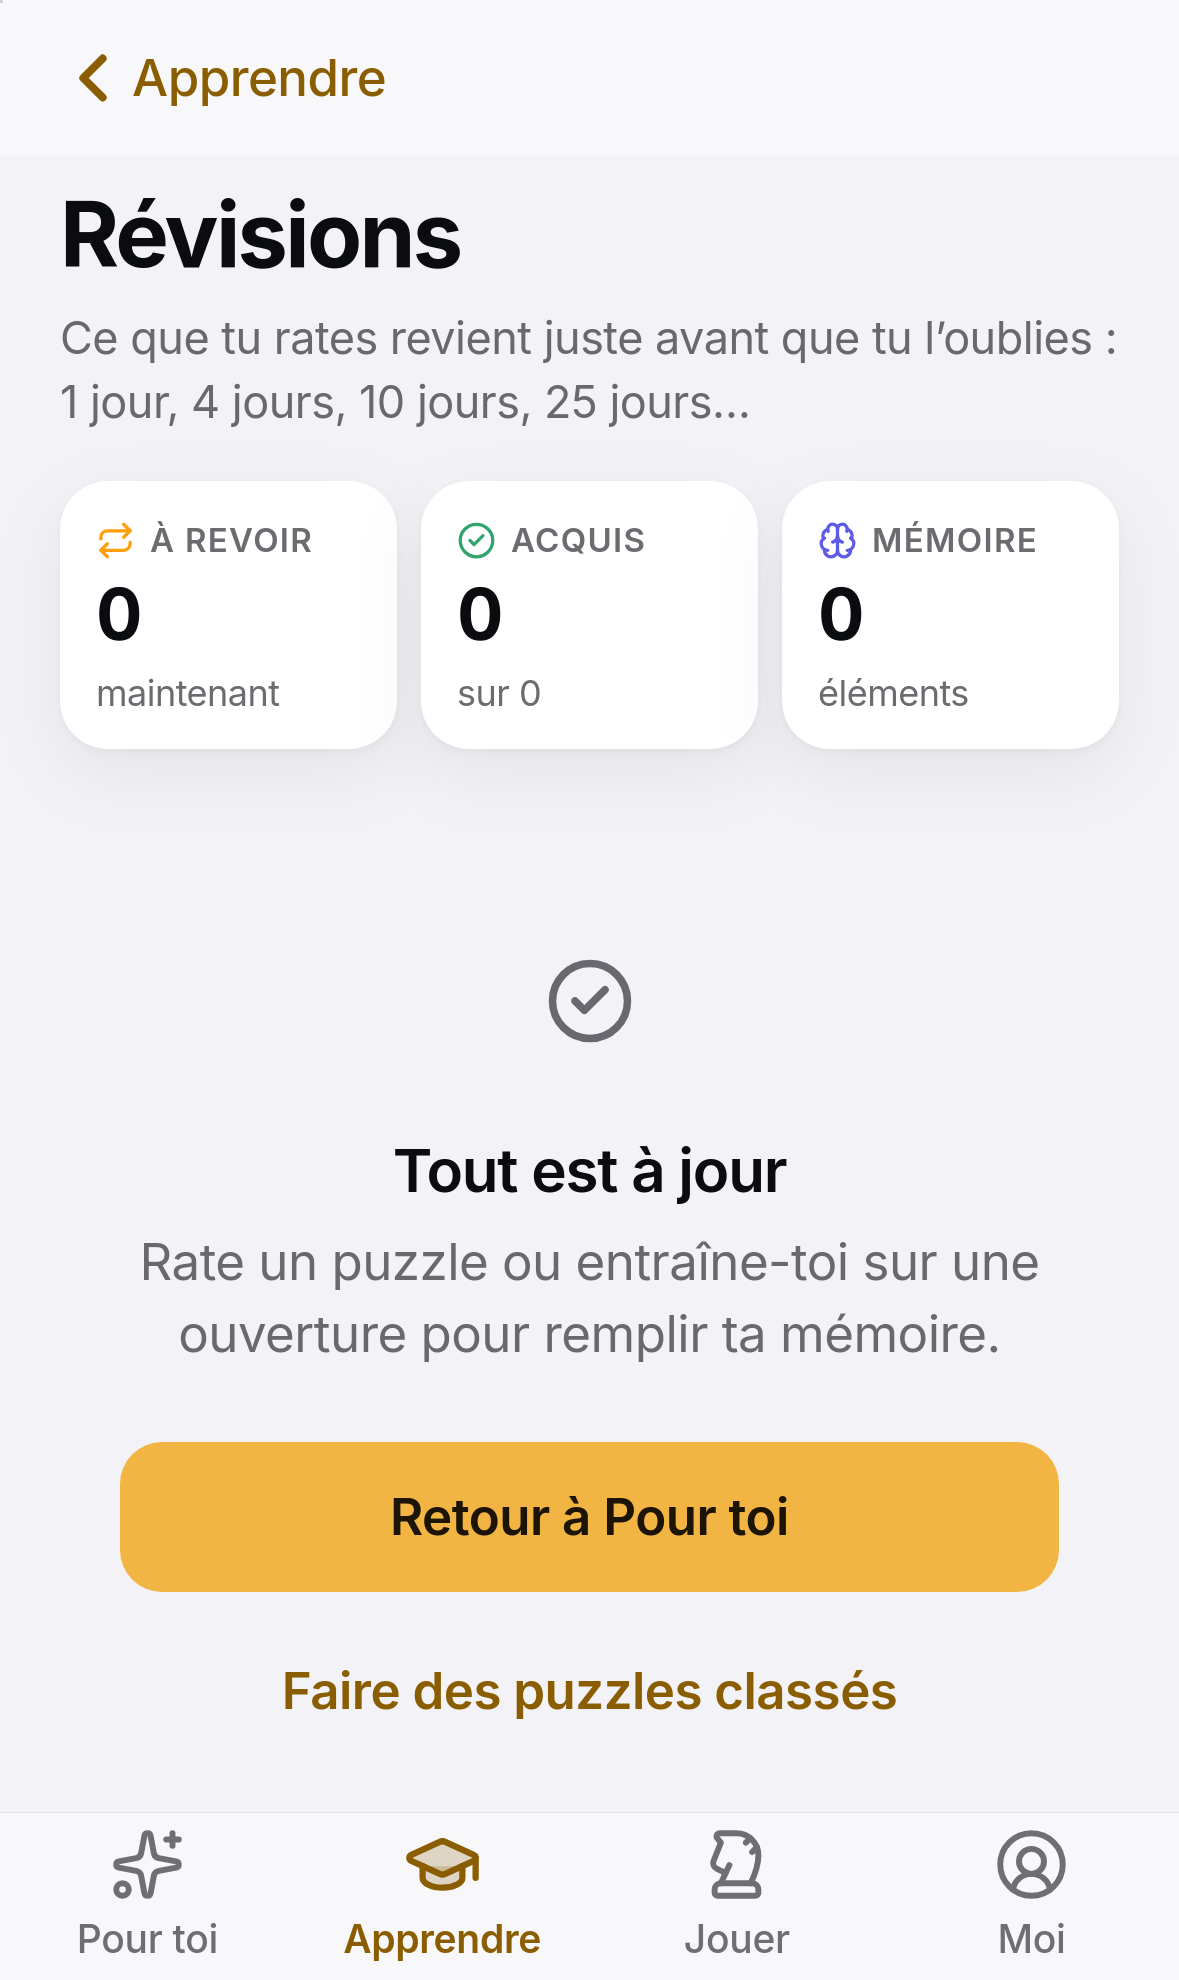 Apprendre
Révisions
Ce que tu rates revient juste avant que tu l’oublies :
1 jour, 4 jours, 10 jours, 25 jours…
À REVOIR
0
maintenant
ACQUIS
0
sur 0
MÉMOIRE
0
éléments
Tout est à jour
Rate un puzzle ou entraîne-toi sur une
ouverture pour remplir ta mémoire.
Retour à Pour toi
Faire des puzzles classés
Pour toi
Apprendre
Jouer
Moi